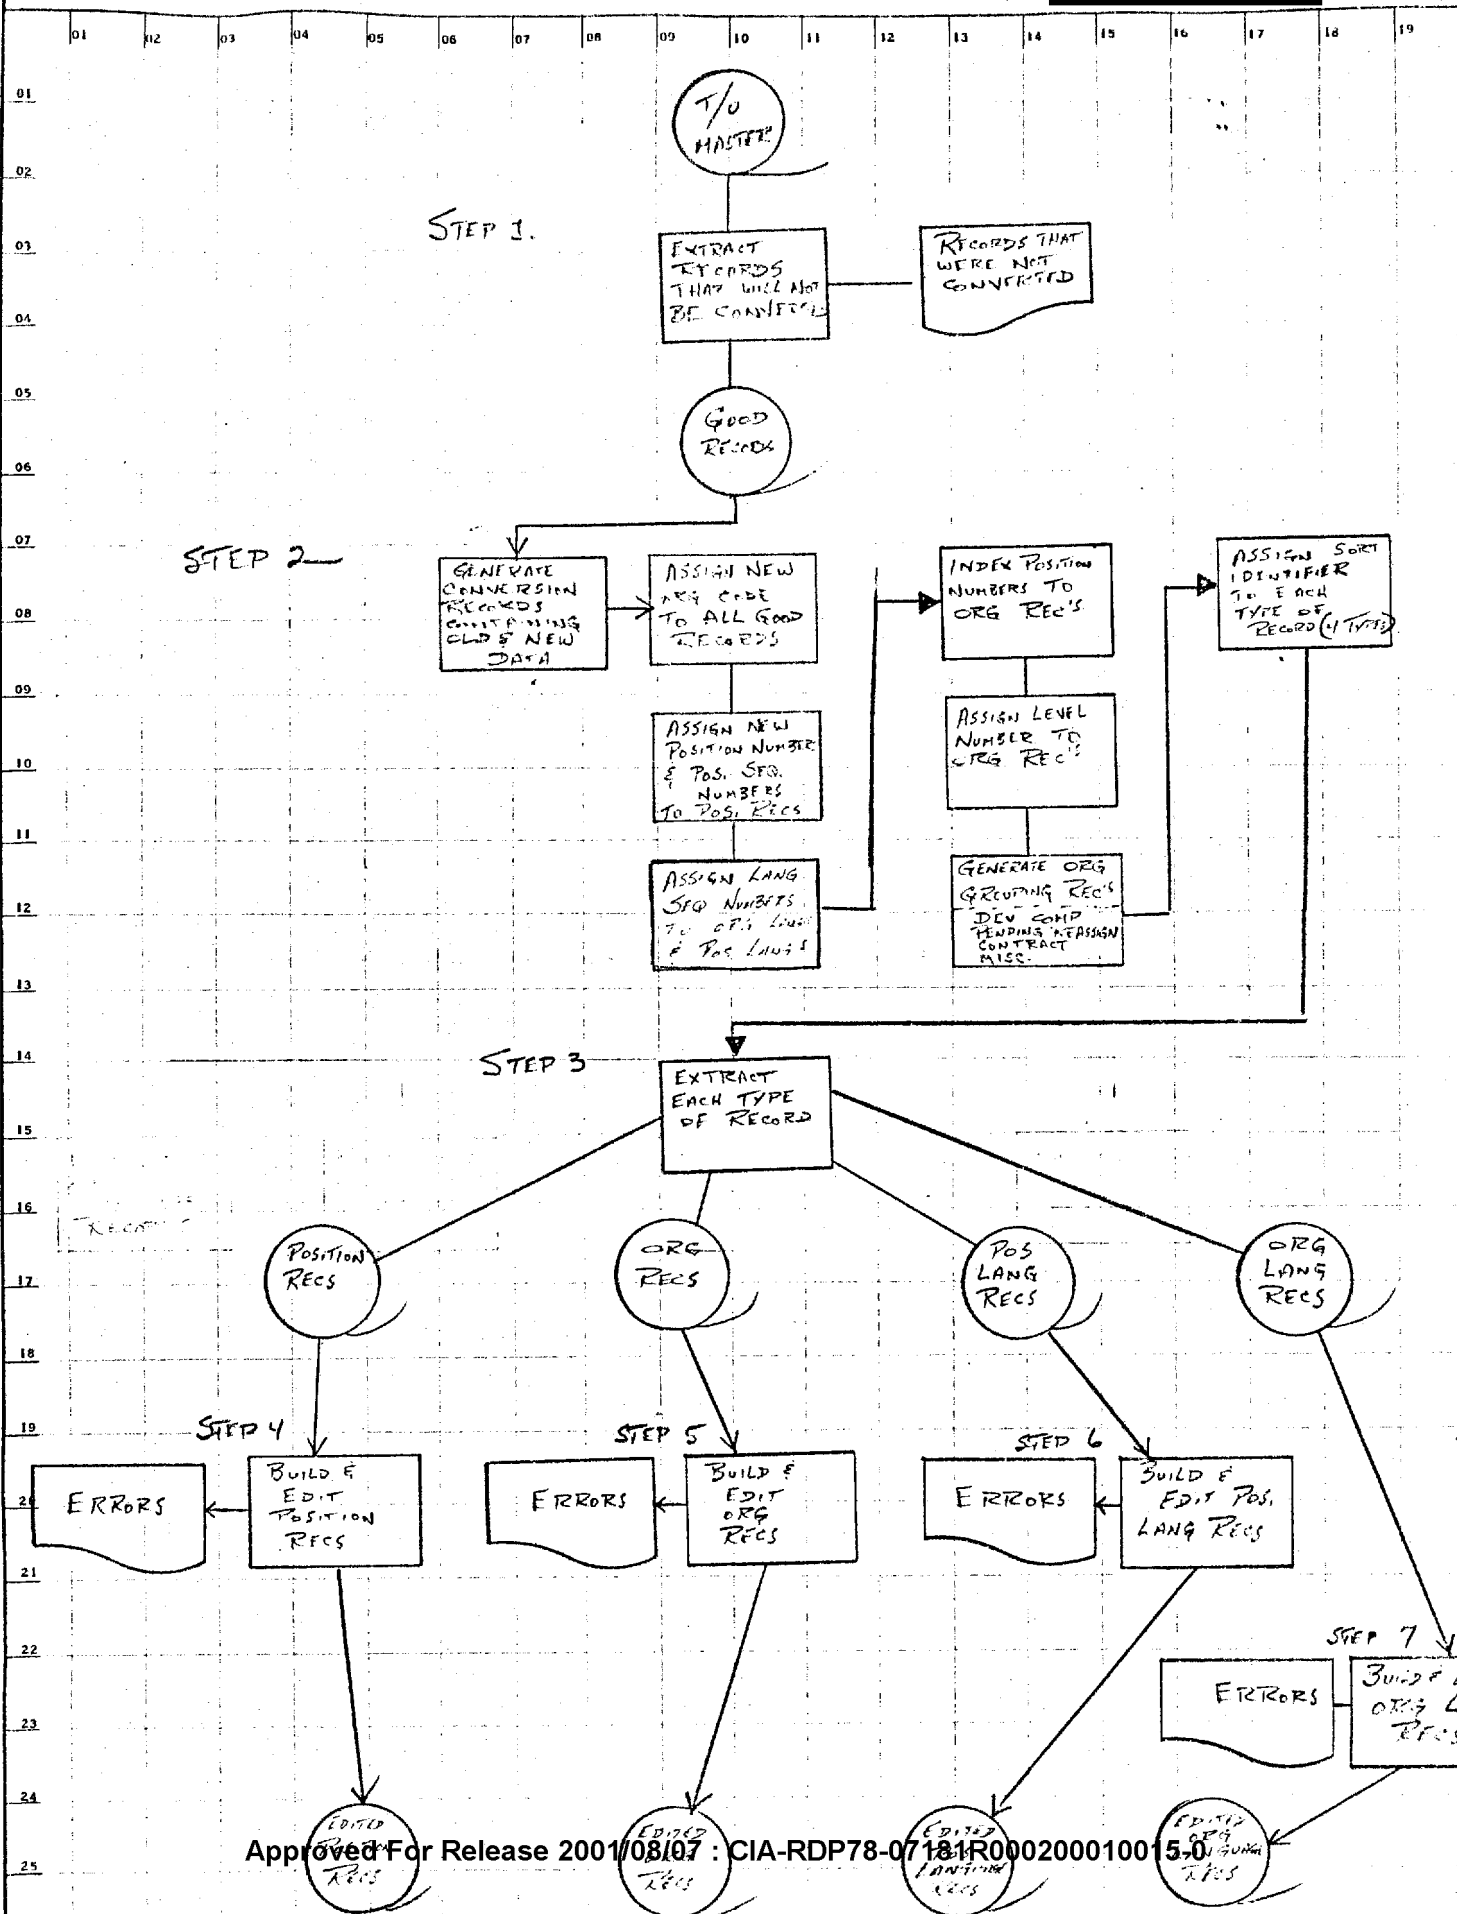 01 02 03 04 05 06 07 08 09 10 11 12 13 14 15 16 17 18 19
01
02
03
04
05
06
07
08
09
10
11
12
13
14
15
16
17
18
19
21
22
23
24
25
T/O
MASTER
STEP 1.
EXTRACT
RECORDS
THAT WILL NOT
BE CONVERTED
RECORDS THAT
WERE NOT
CONVERTED
GOOD
RECORDS
STEP 2
GENERATE
CONVERSION
RECORDS
CONTAINING
OLD & NEW
DATA
ASSIGN NEW
ORG CODE
TO ALL GOOD
RECORDS
ASSIGN NEW
POSITION NUMBER
& POS. SEQ.
NUMBERS
TO POS. RECS
ASSIGN LANG
SEQ NUMBERS
TO ORG LANGS
& POS LANGS
INDEX POSITION
NUMBERS TO
ORG REC'S
ASSIGN LEVEL
NUMBER TO
ORG REC'S
GENERATE ORG
GROUPING REC'S
DEV COMP
PENDING REASSIGN
CONTRACT
MISC.
ASSIGN SORT
IDENTIFIER
TO EACH
TYPE OF
RECORD (4 TYPES)
STEP 3
EXTRACT
EACH TYPE
OF RECORD
POSITION
RECS
ORG
RECS
POS
LANG
RECS
ORG
LANG
RECS
STEP 4
ERRORS
BUILD &
EDIT
POSITION
RECS
STEP 5
ERRORS
BUILD &
EDIT
ORG
RECS
STEP 6
ERRORS
BUILD &
EDIT POS.
LANG RECS
STEP 7
ERRORS
BUILD &
ORG L
RECS
EDITED
RECS
EDITED
RECS
EDITED
LANGUAGE
RECS
EDITED
ORG
RECS
Approved For Release 2001/08/07 : CIA-RDP78-07181R000200010015-0